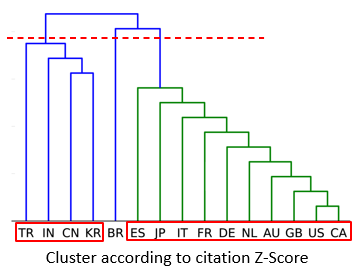 TR IN CN KR BR ES JP IT FR DE NL AU GB US CA
Cluster according to citation Z-Score